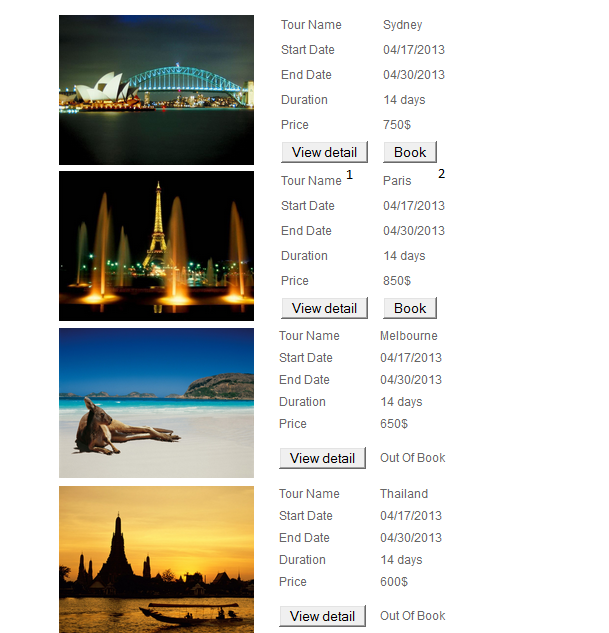 Tour Name Sydney
Start Date 04/17/2013
End Date 04/30/2013
Duration 14 days
Price 750$
View detail Book
1 2
Tour Name Paris
Start Date 04/17/2013
End Date 04/30/2013
Duration 14 days
Price 850$
View detail Book
Tour Name Melbourne
Start Date 04/17/2013
End Date 04/30/2013
Duration 14 days
Price 650$
View detail Out Of Book
Tour Name Thailand
Start Date 04/17/2013
End Date 04/30/2013
Duration 14 days
Price 600$
View detail Out Of Book